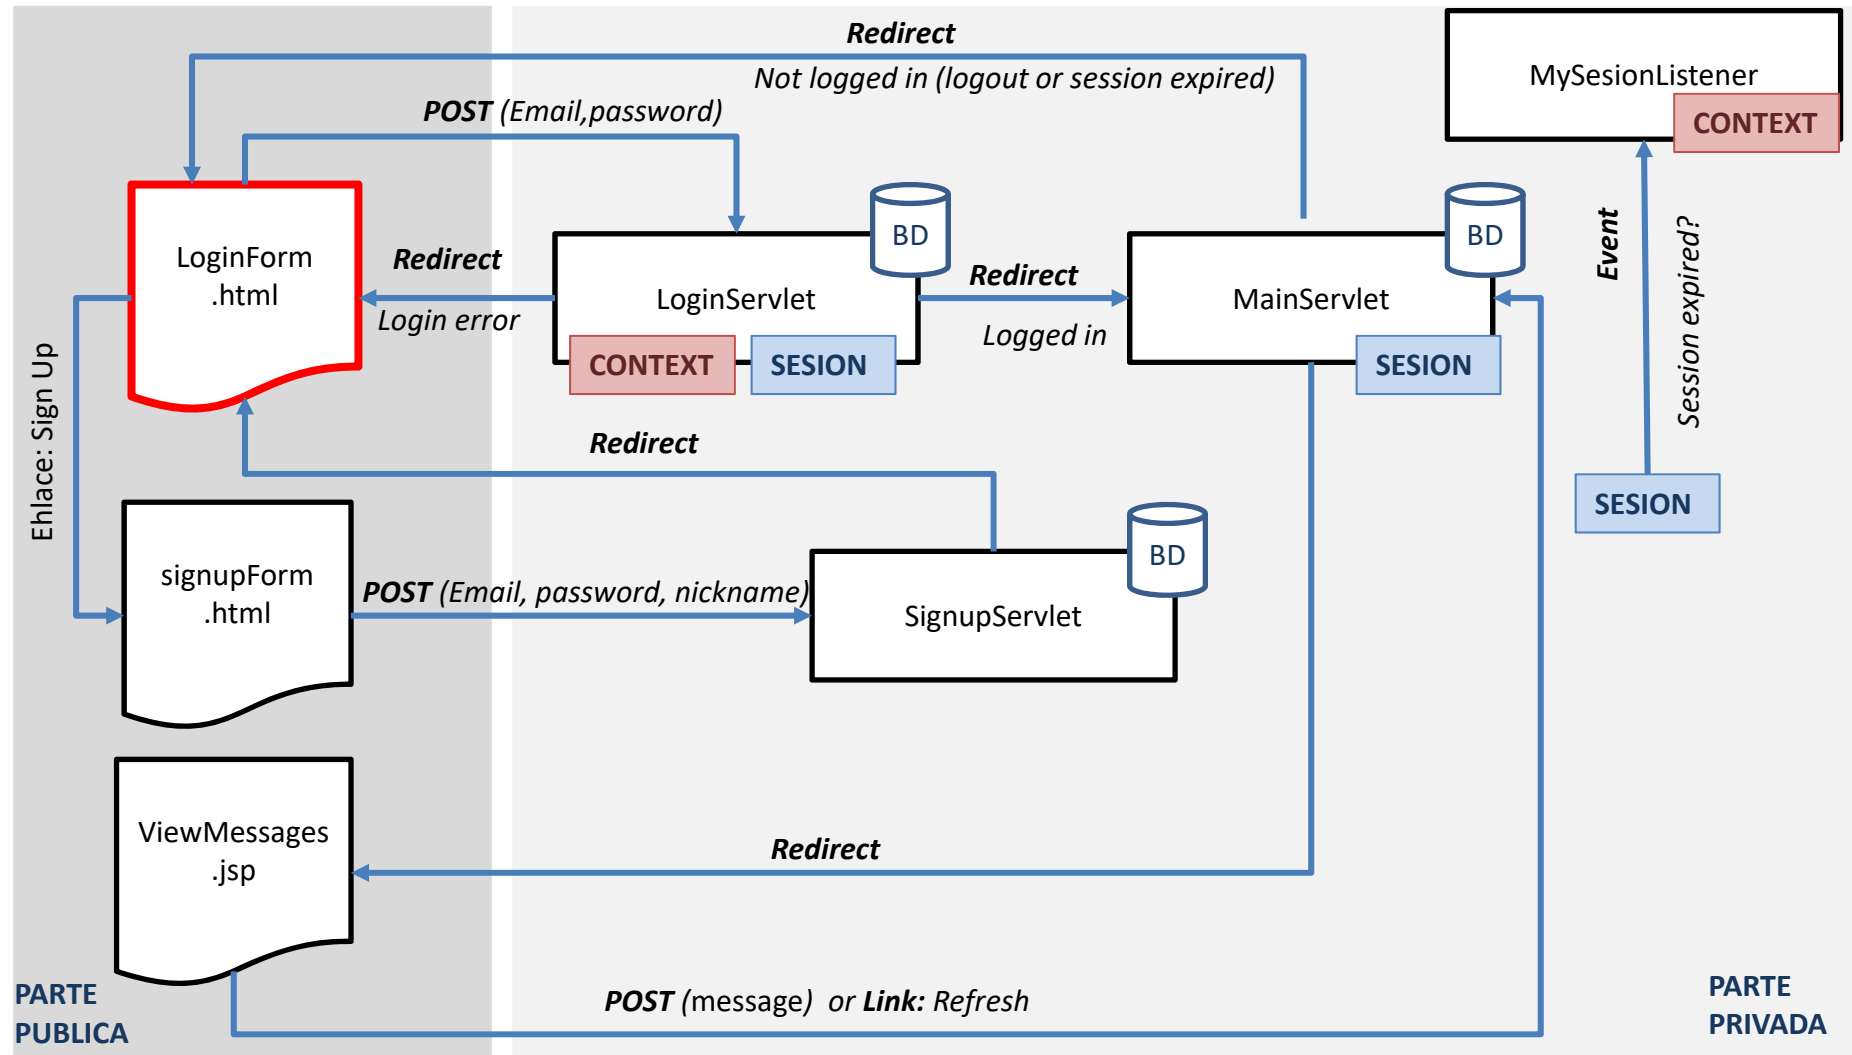 Redirect
Not logged in (logout or session expired)
POST (Email,password)
MySesionListener
CONTEXT
LoginForm
.html
Redirect
Login error
BD
LoginServlet
CONTEXT
SESION
Redirect
Logged in
BD
MainServlet
SESION
Event
Session expired?
SESION
Ehlace: Sign Up
Redirect
signupForm
.html
POST (Email, password, nickname)
BD
SignupServlet
ViewMessages
.jsp
Redirect
POST (message) or Link: Refresh
PARTE
PUBLICA
PARTE
PRIVADA